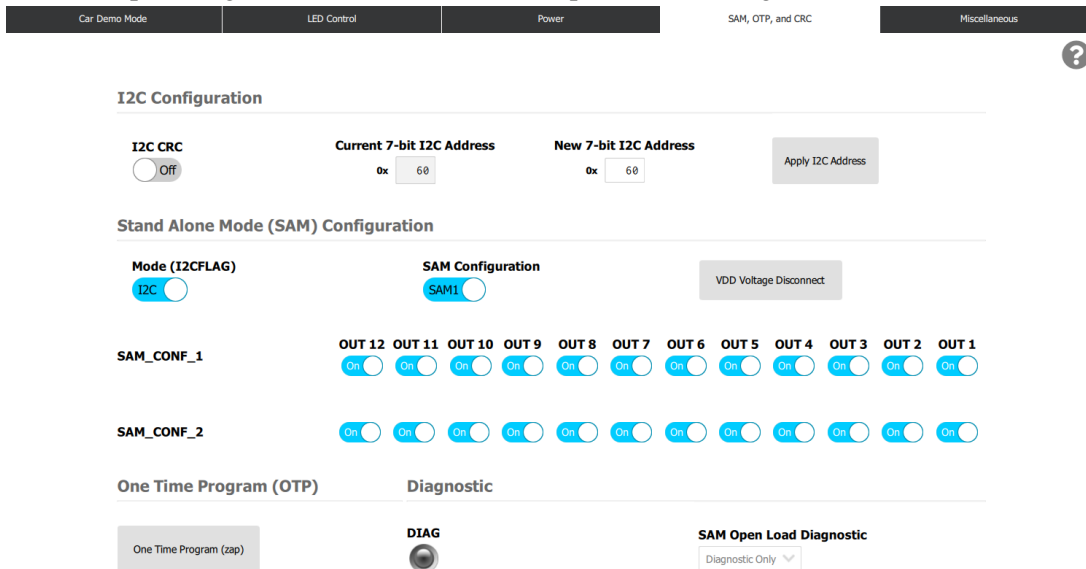 Car Demo Mode LED Control Power SAM, OTP, and CRC Miscellaneous
?
I2C Configuration
I2C CRC Current 7-bit I2C Address New 7-bit I2C Address
Off 0x 60 0x 60 Apply I2C Address
Stand Alone Mode (SAM) Configuration
Mode (I2CFLAG) SAM Configuration
I2C SAM1 VDD Voltage Disconnect
OUT 12 OUT 11 OUT 10 OUT 9 OUT 8 OUT 7 OUT 6 OUT 5 OUT 4 OUT 3 OUT 2 OUT 1
SAM_CONF_1 On On On On On On On On On On On On
SAM_CONF_2 On On On On On On On On On On On On
One Time Program (OTP) Diagnostic
DIAG SAM Open Load Diagnostic
One Time Program (zap) Diagnostic Only